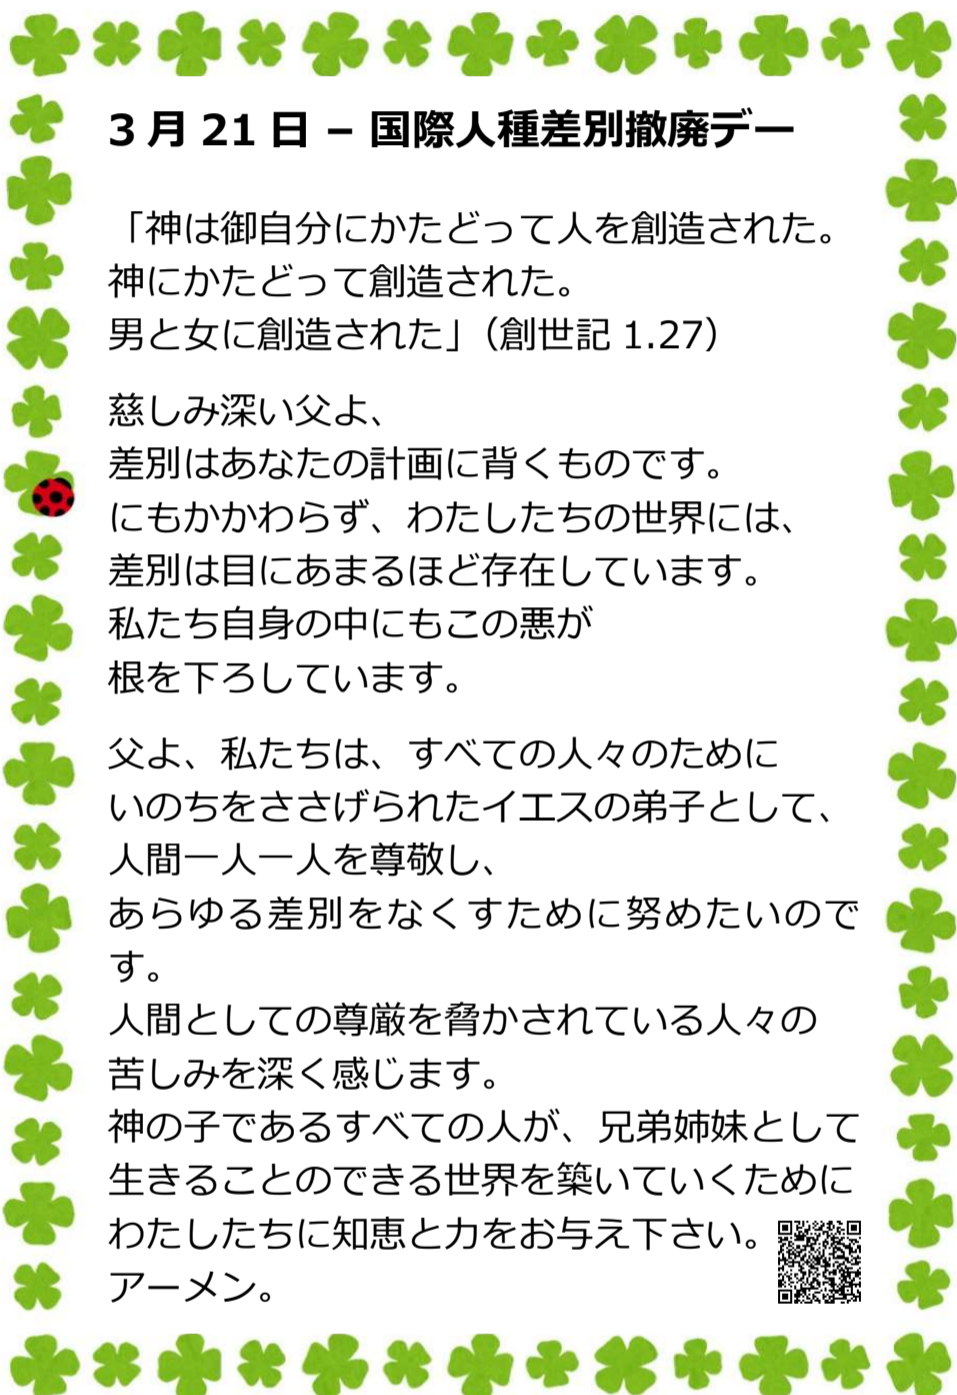 3月21日 – 国際人種差別撤廃デー
「神は御自分にかたどって人を創造された。
神にかたどって創造された。
男と女に創造された」（創世記 1.27）
慈しみ深い父よ、
差別はあなたの計画に背くものです。
にもかかわらず、わたしたちの世界には、
差別は目にあまるほど存在しています。
私たち自身の中にもこの悪が
根を下ろしています。
父よ、私たちは、すべての人々のために
いのちをささげられたイエスの弟子として、
人間一人一人を尊敬し、
あらゆる差別をなくすために努めたいので
す。
人間としての尊厳を脅かされている人々の
苦しみを深く感じます。
神の子であるすべての人が、兄弟姉妹として
生きることのできる世界を築いていくために
わたしたちに知恵と力をお与え下さい。
アーメン。